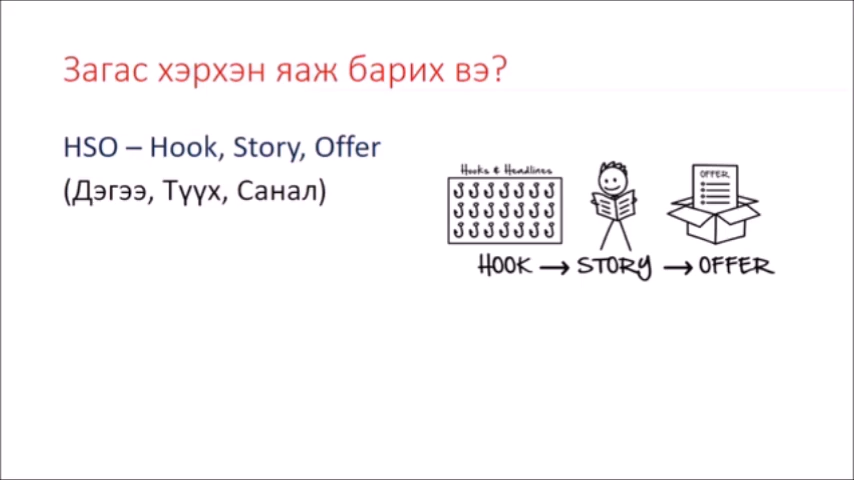 Загас хэрхэн яаж барих вэ?
HSO – Hook, Story, Offer
(Дэгээ, Түүх, Санал)
Hooks & Headlines
OFFER
HOOK → STORY → OFFER